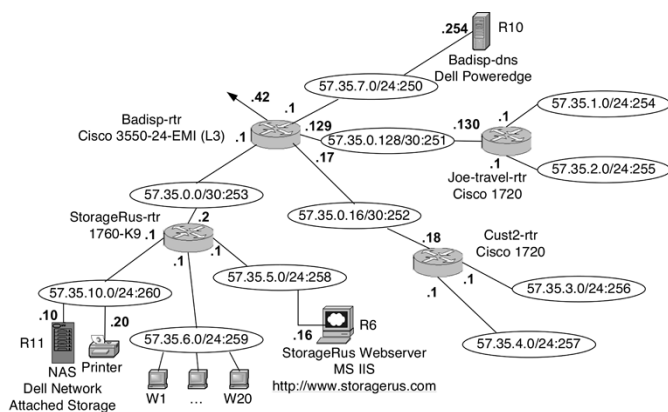 .254
R10
Badisp-dns
Dell Poweredge
57.35.7.0/24:250
.42
.1
Badisp-rtr
Cisco 3550-24-EMI (L3)
.1
.129
.17
57.35.0.128/30:251
.130
.1
57.35.1.0/24:254
.1
57.35.2.0/24:255
Joe-travel-rtr
Cisco 1720
57.35.0.0/30:253
StorageRus-rtr
1760-K9
.2
.1
.1
.1
57.35.0.16/30:252
.18
Cust2-rtr
Cisco 1720
.1
.1
57.35.3.0/24:256
57.35.4.0/24:257
57.35.5.0/24:258
57.35.10.0/24:260
.10
.20
R11
NAS
Printer
Dell Network
Attached Storage
57.35.6.0/24:259
W1
...
W20
.16
R6
StorageRus Webserver
MS IIS
http://www.storagerus.com